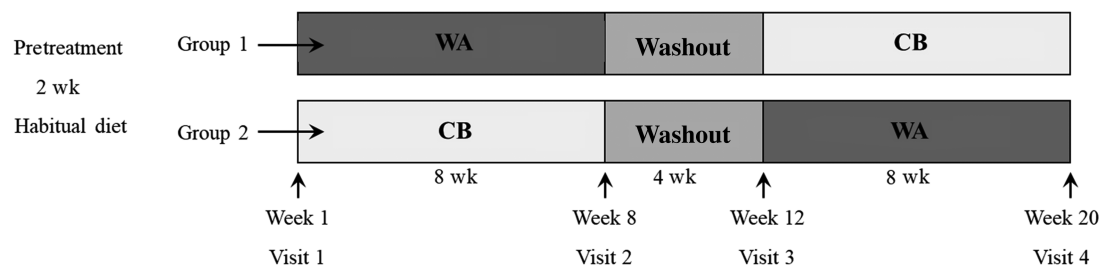 Pretreatment
2 wk
Habitual diet
Group 1
WA
Washout
CB
Group 2
CB
Washout
WA
8 wk
4 wk
8 wk
Week 1
Week 8
Week 12
Week 20
Visit 1
Visit 2
Visit 3
Visit 4